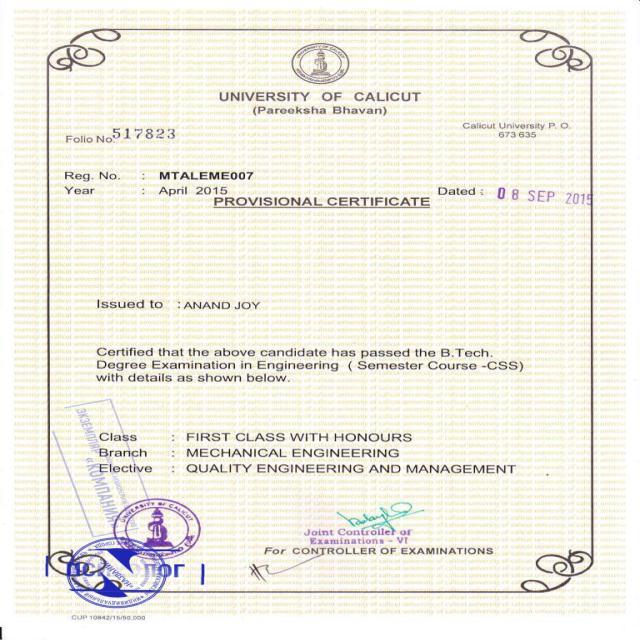 UNIVERSITY OF CALICUT
(Pareeksha Bhavan)
Folio No. 517823
Calicut University P. O.
673 635
Reg. No. : MTALEME007
Year : April 2015
Dated : 08 SEP 2015
PROVISIONAL CERTIFICATE
Issued to : ANAND JOY
Certified that the above candidate has passed the B.Tech.
Degree Examination in Engineering ( Semester Course -CSS)
with details as shown below.
Class : FIRST CLASS WITH HONOURS
Branch : MECHANICAL ENGINEERING
Elective : QUALITY ENGINEERING AND MANAGEMENT
ЭКЗЕМПЛЯР
«КОМПАНИЯ
UNIVERSITY OF CALICUT
Joint Controller of
Examinations - VI
For CONTROLLER OF EXAMINATIONS
ЛОГ
CUP 10842/15/50,000